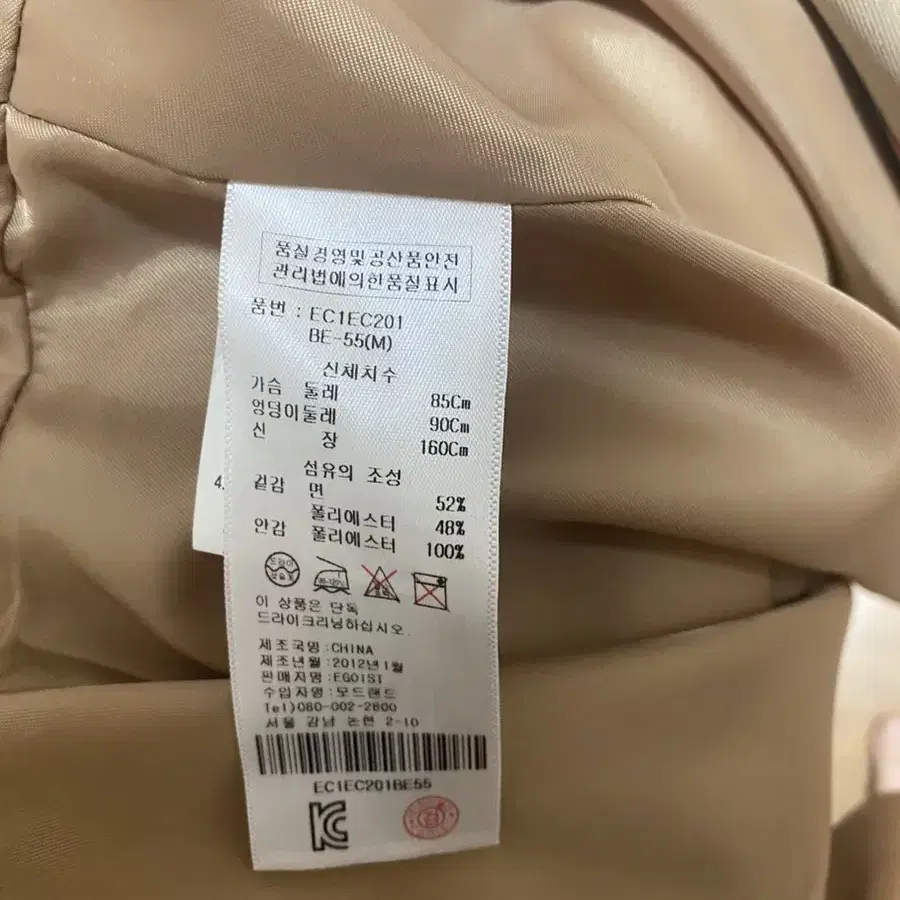 품질경영및공산품안전
관리법에의한품질표시
품번 : EC1EC201
BE-55(M)
신체치수
가슴 둘레 85Cm
엉덩이둘레 90Cm
신 장 160Cm
섬유의 조성
겉감 면 52%
폴리에스터 48%
안감 폴리에스터 100%
드라이
80-120℃
이 상품은 단독
드라이크리닝하십시오.
제조국명:CHINA
제조년월:2012년1월
판매자명:EGOIST
수입자명:모드랜드
Tel)080-002-2800
서울 강남 논현 2-10
EC1EC201BE55